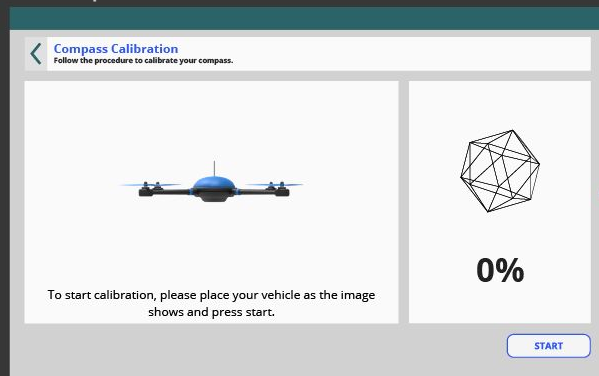 Compass Calibration
Follow the procedure to calibrate your compass.
To start calibration, please place your vehicle as the image
shows and press start.
0%
START